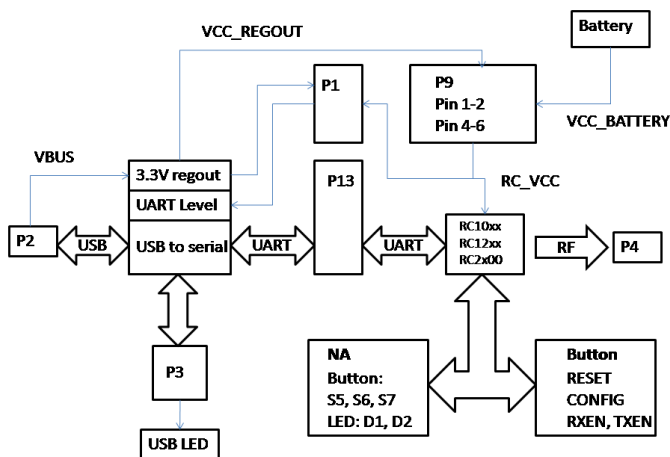 VCC_REGOUT
Battery
P1
P9
Pin 1-2
Pin 4-6
VCC_BATTERY
VBUS
3.3V regout
P13
RC_VCC
UART Level
P2
USB
USB to serial
UART
UART
RC10xx
RC12xx
RC2x00
RF
P4
P3
NA
Button:
S5, S6, S7
LED: D1, D2
Button
RESET
CONFIG
RXEN, TXEN
USB LED